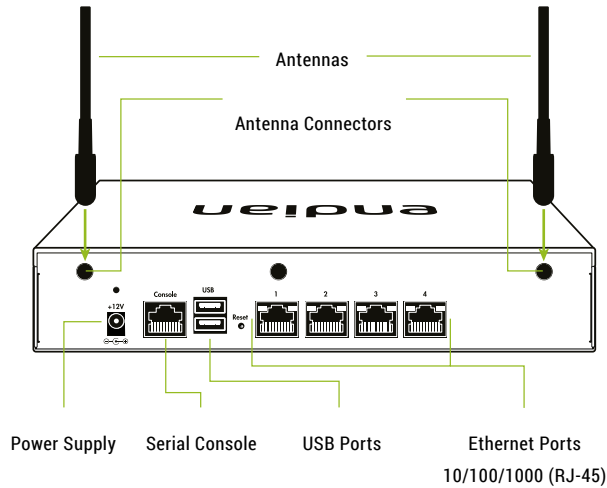 Antennas
Antenna Connectors
endian
+12V
Console
USB
Reset
1
2
3
4
Power Supply
Serial Console
USB Ports
Ethernet Ports
10/100/1000 (RJ-45)